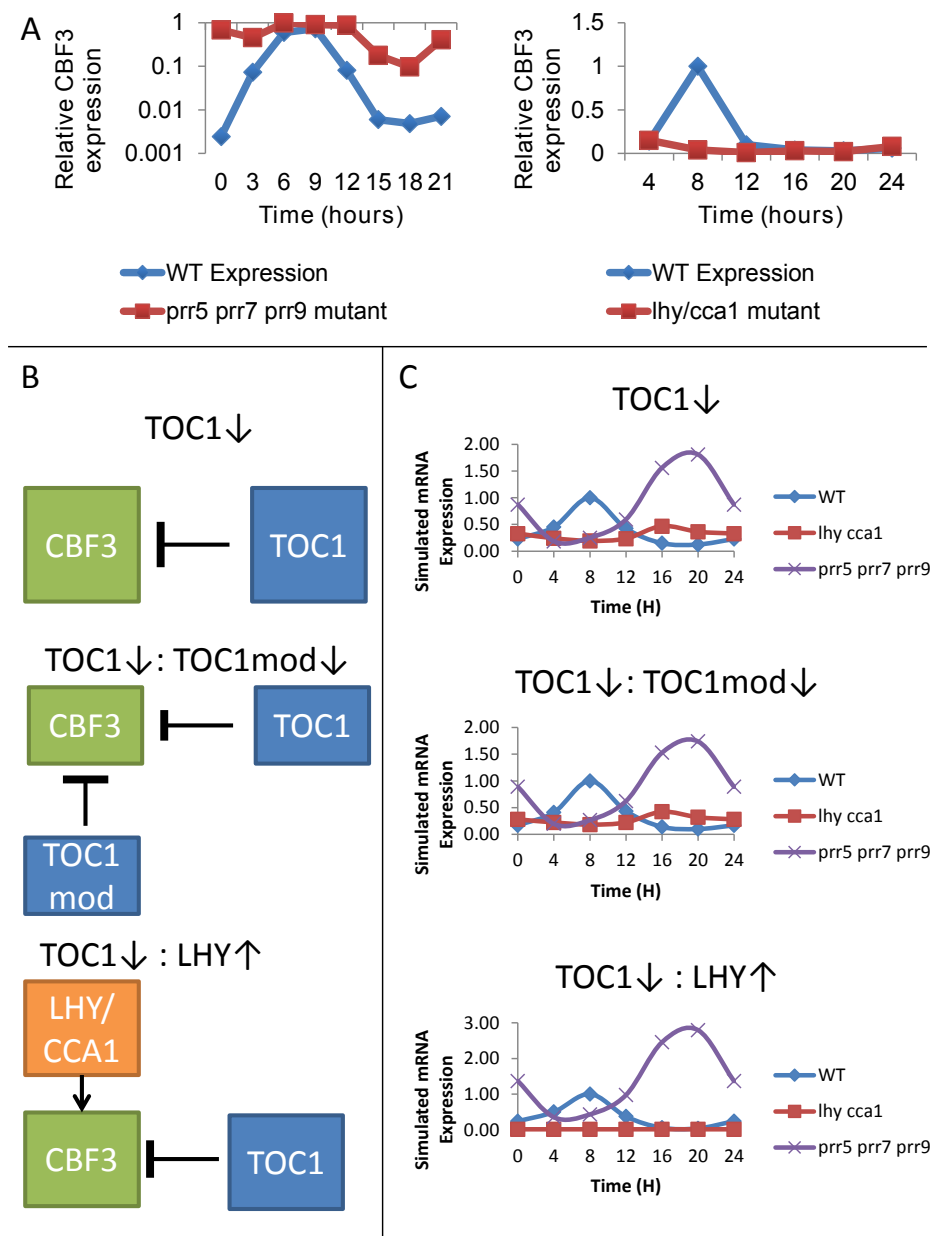 A
Relative CBF3
expression
1
0.1
0.01
0.001
0 3 6 9 12 15 18 21
Time (hours)
WT Expression
prr5 prr7 prr9 mutant
Relative CBF3
expression
1.5
1
0.5
0
4 8 12 16 20 24
Time (hours)
WT Expression
lhy/cca1 mutant
B
TOC1↓
CBF3
TOC1
TOC1↓: TOC1mod↓
CBF3
TOC1
TOC1
mod
TOC1↓ : LHY↑
LHY/
CCA1
CBF3
TOC1
C
TOC1↓
Simulated mRNA
Expression
2.00
1.50
1.00
0.50
0.00
0 4 8 12 16 20 24
Time (H)
WT
lhy cca1
prr5 prr7 prr9
TOC1↓: TOC1mod↓
Simulated mRNA
Expression
2.00
1.50
1.00
0.50
0.00
0 4 8 12 16 20 24
Time (H)
WT
lhy cca1
prr5 prr7 prr9
TOC1↓ : LHY↑
Simulated mRNA
Expression
3.00
2.00
1.00
0.00
0 4 8 12 16 20 24
Time (H)
WT
lhy cca1
prr5 prr7 prr9